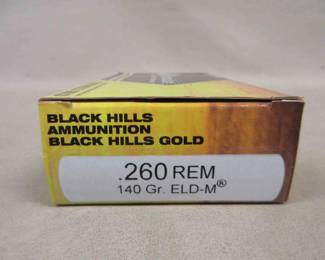 BLACK HILLS
AMMUNITION
BLACK HILLS GOLD
.260 REM
140 Gr. ELD-M®